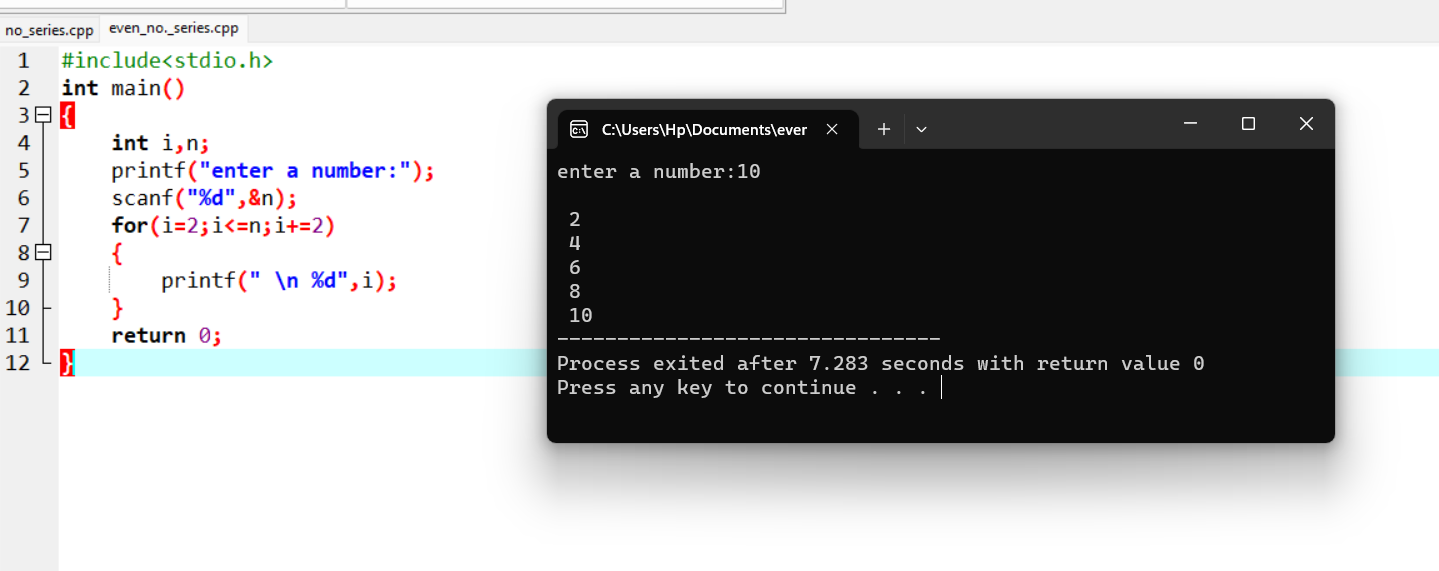 no_series.cpp even_no._series.cpp
1 #include<stdio.h>
2 int main()
3 {
4 int i,n;
5 printf("enter a number:");
6 scanf("%d",&n);
7 for(i=2;i<=n;i+=2)
8 {
9 printf(" \n %d",i);
10 }
11 return 0;
12 }
C:\Users\Hp\Documents\ever
enter a number:10
2
4
6
8
10
--------------------------------
Process exited after 7.283 seconds with return value 0
Press any key to continue . . .